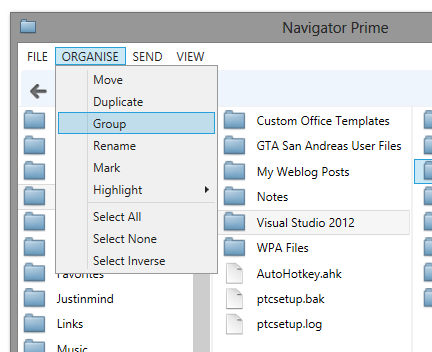 Navigator Prime
FILE ORGANISE SEND VIEW
Move
Duplicate
Group
Rename
Mark
Highlight
Select All
Select None
Select Inverse
Favorites
Justinmind
Links
Music
Custom Office Templates
GTA San Andreas User Files
My Weblog Posts
Notes
Visual Studio 2012
WPA Files
AutoHotkey.ahk
ptcsetup.bak
ptcsetup.log